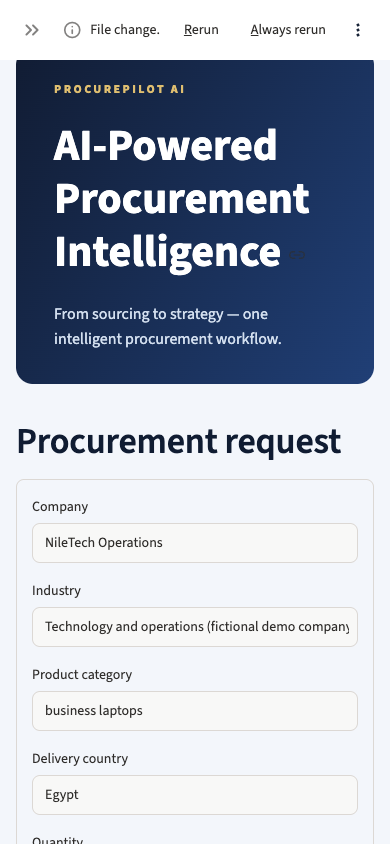 File change. Rerun Always rerun
PROCUREPILOT AI
AI-Powered
Procurement
Intelligence
From sourcing to strategy — one
intelligent procurement workflow.
Procurement request
Company
NileTech Operations
Industry
Technology and operations (fictional demo company
Product category
business laptops
Delivery country
Egypt
Quantity